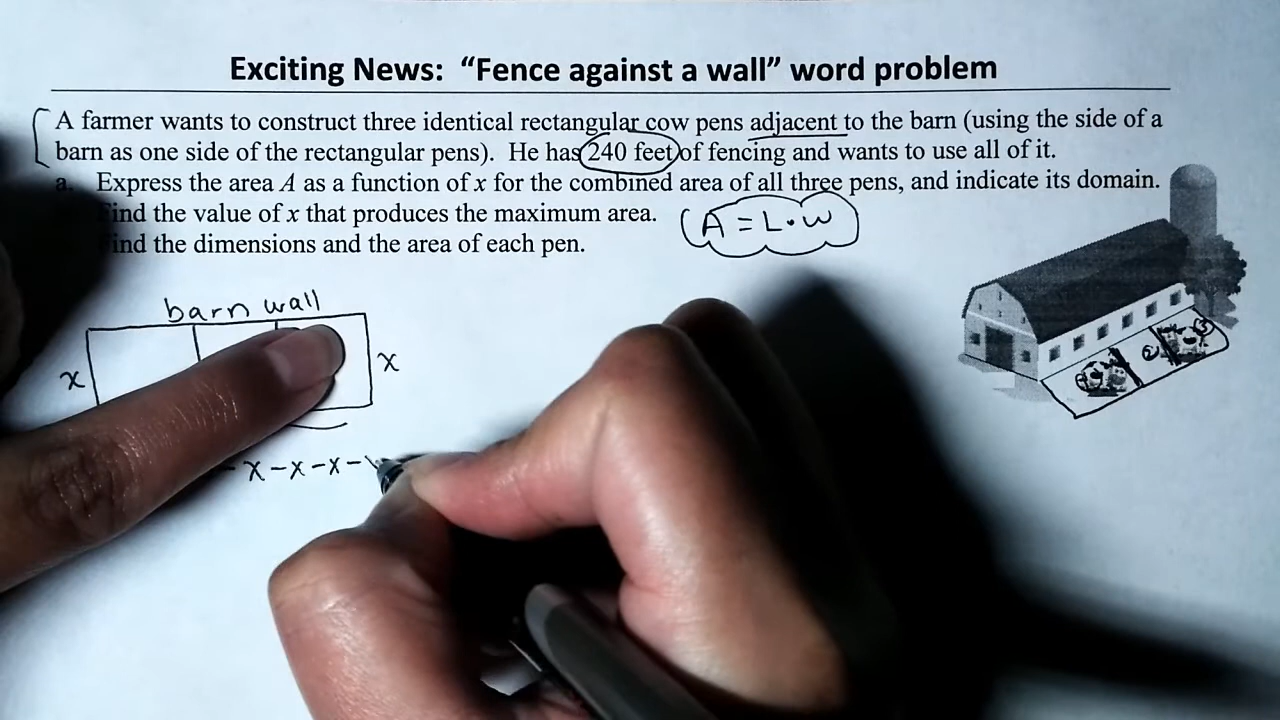 Exciting News: “Fence against a wall” word problem
A farmer wants to construct three identical rectangular cow pens adjacent to the barn (using the side of a
barn as one side of the rectangular pens). He has 240 feet of fencing and wants to use all of it.
a. Express the area A as a function of x for the combined area of all three pens, and indicate its domain.
ind the value of x that produces the maximum area.
ind the dimensions and the area of each pen.
A = L·W
barn wall
x
x
- x - x - x -
2
3